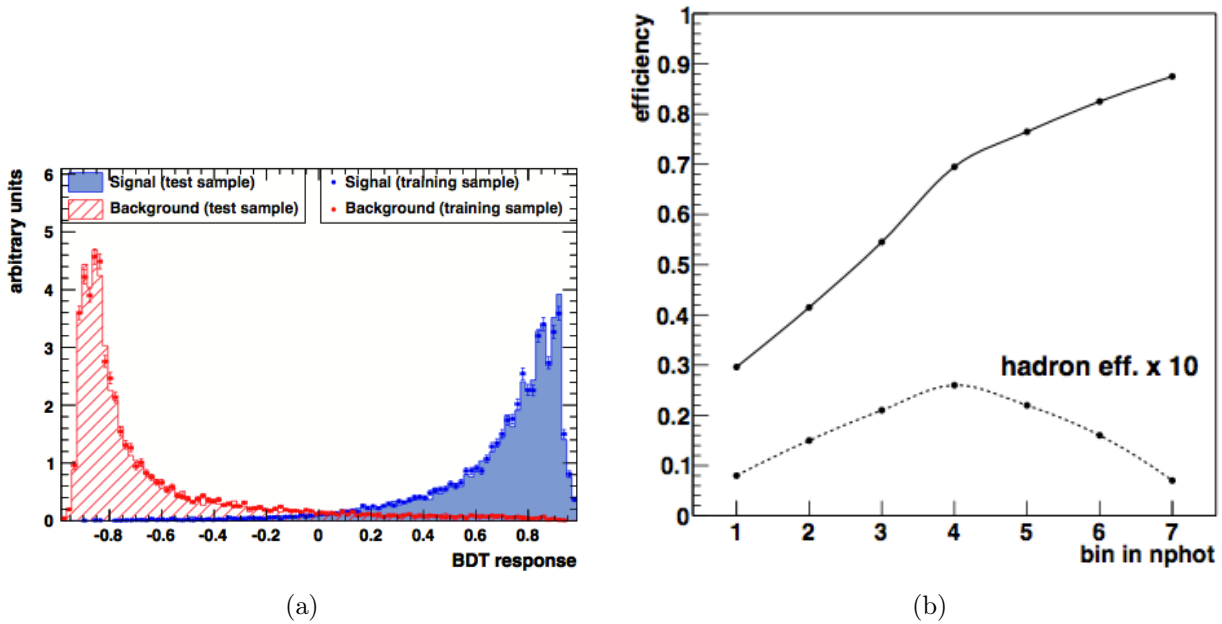 arbitrary units
6
5
4
3
2
1
0
Signal (test sample)
Background (test sample)
Signal (training sample)
Background (training sample)
-0.8 -0.6 -0.4 -0.2 0 0.2 0.4 0.6 0.8
BDT response
(a)
efficiency
1
0.9
0.8
0.7
0.6
0.5
0.4
0.3
0.2
0.1
0
hadron eff. x 10
1 2 3 4 5 6 7
bin in nphot
(b)